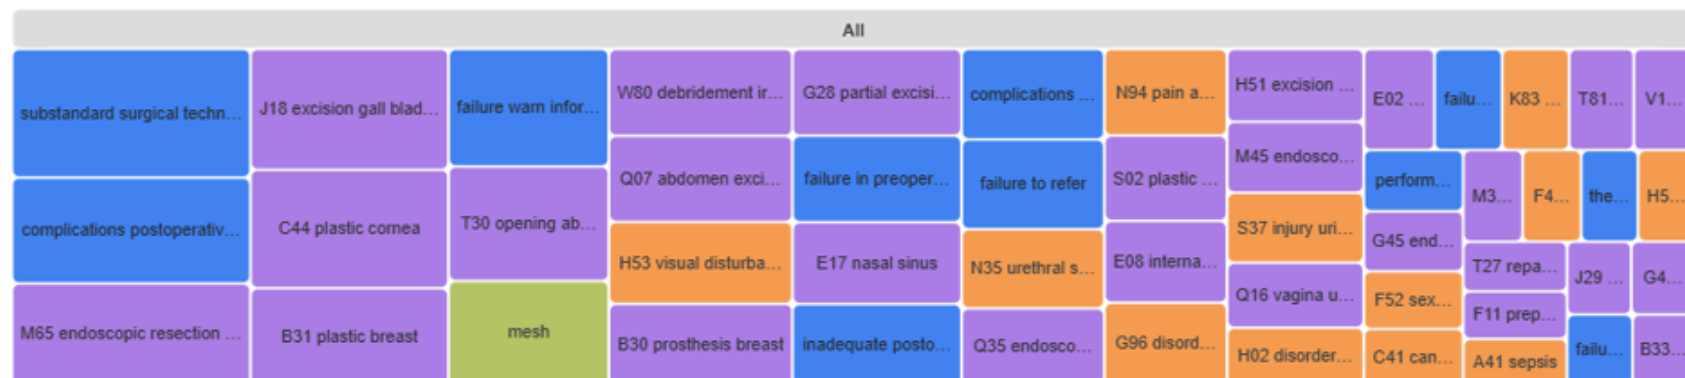 All
substandard surgical techn...
complications postoperativ...
M65 endoscopic resection ...
J18 excision gall blad...
C44 plastic cornea
B31 plastic breast
failure warn infor...
T30 opening ab...
mesh
W80 debridement ir...
Q07 abdomen exci...
H53 visual disturba...
B30 prosthesis breast
G28 partial excisi...
failure in preoper...
E17 nasal sinus
inadequate posto...
complications ...
failure to refer
N35 urethral s...
Q35 endosco...
N94 pain a...
S02 plastic ...
E08 interna...
G96 disord...
H51 excision ...
M45 endosco...
S37 injury uri...
Q16 vagina u...
H02 disorder...
E02 ...
failu...
K83 ...
T81...
V1...
perform...
G45 end...
F52 sex...
C41 can...
M3...
F4...
the...
H5...
T27 repa...
F11 prep...
A41 sepsis
J29 ...
failu...
G4...
B33...